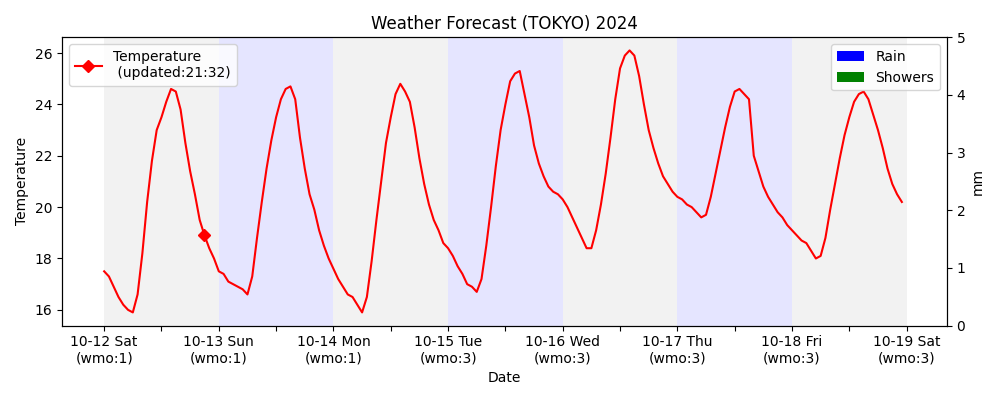 Weather Forecast (TOKYO) 2024
Temperature
(updated:21:32)
Rain
Showers
26
24
22
20
18
16
Temperature
5
4
3
2
1
0
mm
10-12 Sat
(wmo:1)
10-13 Sun
(wmo:1)
10-14 Mon
(wmo:1)
10-15 Tue
(wmo:3)
10-16 Wed
(wmo:3)
10-17 Thu
(wmo:3)
10-18 Fri
(wmo:3)
10-19 Sat
(wmo:3)
Date